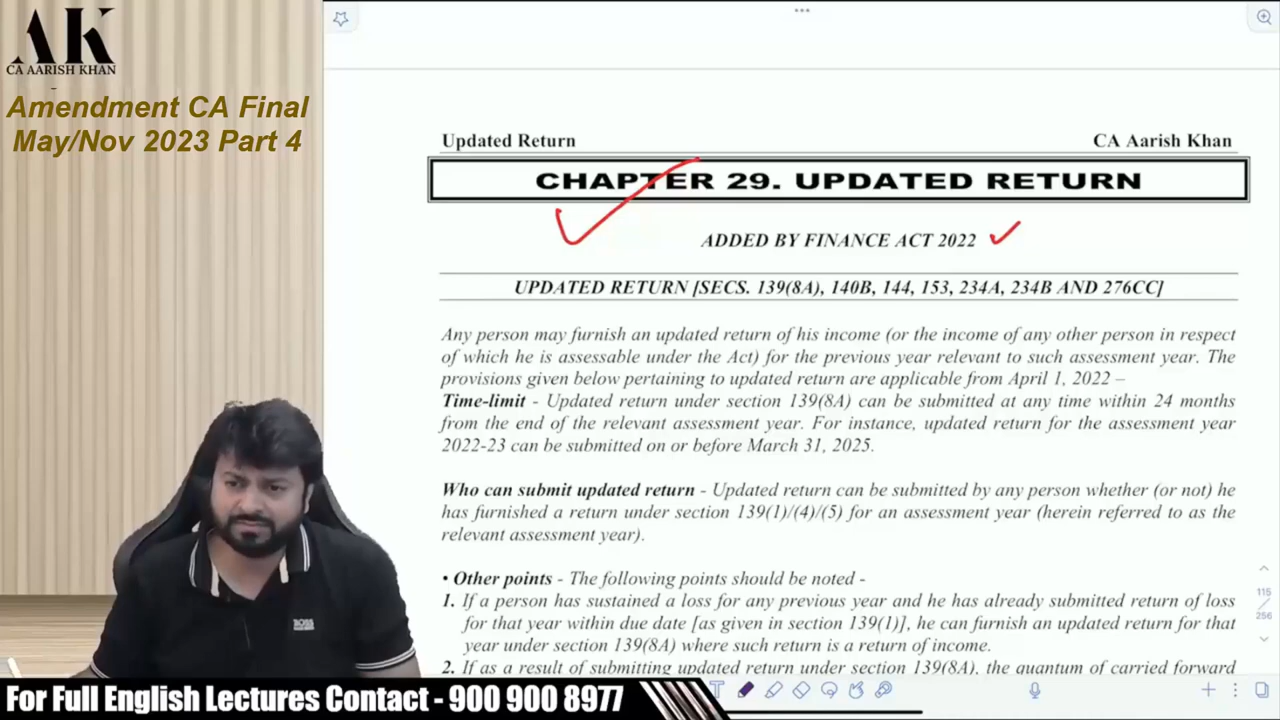 AK
CA AARISH KHAN
Amendment CA Final
May/Nov 2023 Part 4
Updated Return CA Aarish Khan
CHAPTER 29. UPDATED RETURN
ADDED BY FINANCE ACT 2022
UPDATED RETURN [SECS. 139(8A), 140B, 144, 153, 234A, 234B AND 276CC]
Any person may furnish an updated return of his income (or the income of any other person in respect
of which he is assessable under the Act) for the previous year relevant to such assessment year. The
provisions given below pertaining to updated return are applicable from April 1, 2022 –
Time-limit - Updated return under section 139(8A) can be submitted at any time within 24 months
from the end of the relevant assessment year. For instance, updated return for the assessment year
2022-23 can be submitted on or before March 31, 2025.
Who can submit updated return - Updated return can be submitted by any person whether (or not) he
has furnished a return under section 139(1)/(4)/(5) for an assessment year (herein referred to as the
relevant assessment year).
• Other points - The following points should be noted -
1. If a person has sustained a loss for any previous year and he has already submitted return of loss
for that year within due date [as given in section 139(1)], he can furnish an updated return for that
year under section 139(8A) where such return is a return of income.
2. If as a result of submitting updated return under section 139(8A), the quantum of carried forward
115
256
BOSS
For Full English Lectures Contact - 900 900 8977